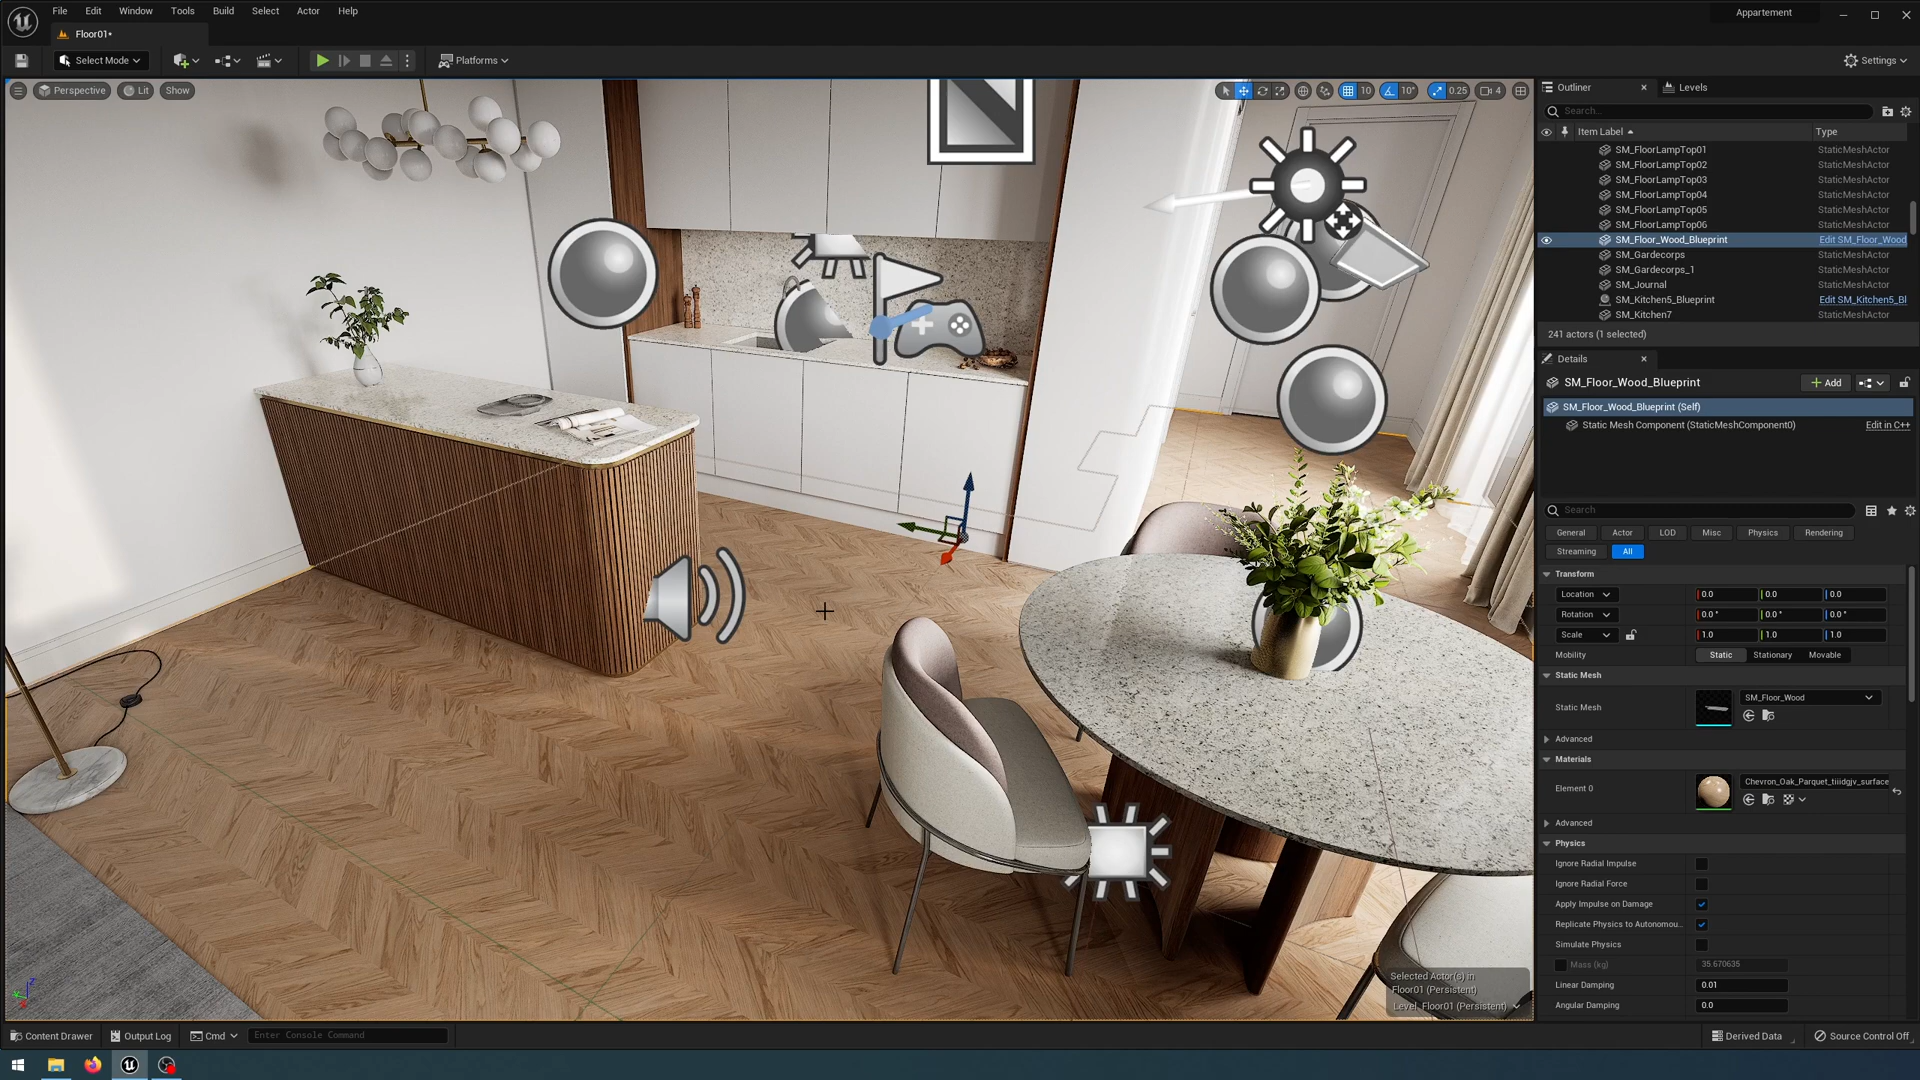 File Edit Window Tools Build Select Actor Help
Appartement
Floor01•
Select Mode
Platforms
Settings
Perspective
Lit
Show
10
10°
0.25
4
Outliner
Levels
Search...
Item Label
Type
SM_FloorLampTop01 StaticMeshActor
SM_FloorLampTop02 StaticMeshActor
SM_FloorLampTop03 StaticMeshActor
SM_FloorLampTop04 StaticMeshActor
SM_FloorLampTop05 StaticMeshActor
SM_FloorLampTop06 StaticMeshActor
SM_Floor_Wood_Blueprint Edit SM_Floor_Wood
SM_Gardecorps StaticMeshActor
SM_Gardecorps_1 StaticMeshActor
SM_Journal StaticMeshActor
SM_Kitchen5_Blueprint Edit SM_Kitchen5_Bl
SM_Kitchen7 StaticMeshActor
241 actors (1 selected)
Details
SM_Floor_Wood_Blueprint
Add
SM_Floor_Wood_Blueprint (Self)
Static Mesh Component (StaticMeshComponent0) Edit in C++
Search
General Actor LOD Misc Physics Rendering
Streaming All
Transform
Location 0.0 0.0 0.0
Rotation 0.0 ° 0.0 ° 0.0 °
Scale 1.0 1.0 1.0
Mobility Static Stationary Movable
Static Mesh
Static Mesh SM_Floor_Wood
Advanced
Materials
Element 0 Chevron_Oak_Parquet_tiiidgjv_surface
Advanced
Physics
Ignore Radial Impulse
Ignore Radial Force
Apply Impulse on Damage
Replicate Physics to Autonomou...
Simulate Physics
Mass (kg) 35.670635
Linear Damping 0.01
Angular Damping 0.0
Selected Actor(s) in
Floor01 (Persistent)
Level: Floor01 (Persistent)
Content Drawer
Output Log
Cmd
Enter Console Command
Derived Data
Source Control Off